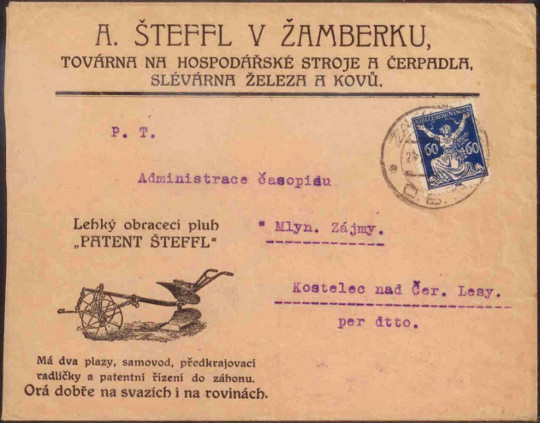 A. ŠTEFFL V ŽAMBERKU,
TOVÁRNA NA HOSPODÁŘSKÉ STROJE A ČERPADLA,
SLÉVÁRNA ŽELEZA A KOVŮ.
P. T.
60 60
Administrace časopisu
Lehký obracecí pluh
„PATENT ŠTEFFL“
" Mlyn. Zájmy.
Kostelec nad Čer. Lesy.
per dtto.
Má dva plazy, samovod, předkrajovací
radličky a patentní řízení do záhonu.
Orá dobře na svazích i na rovinách.